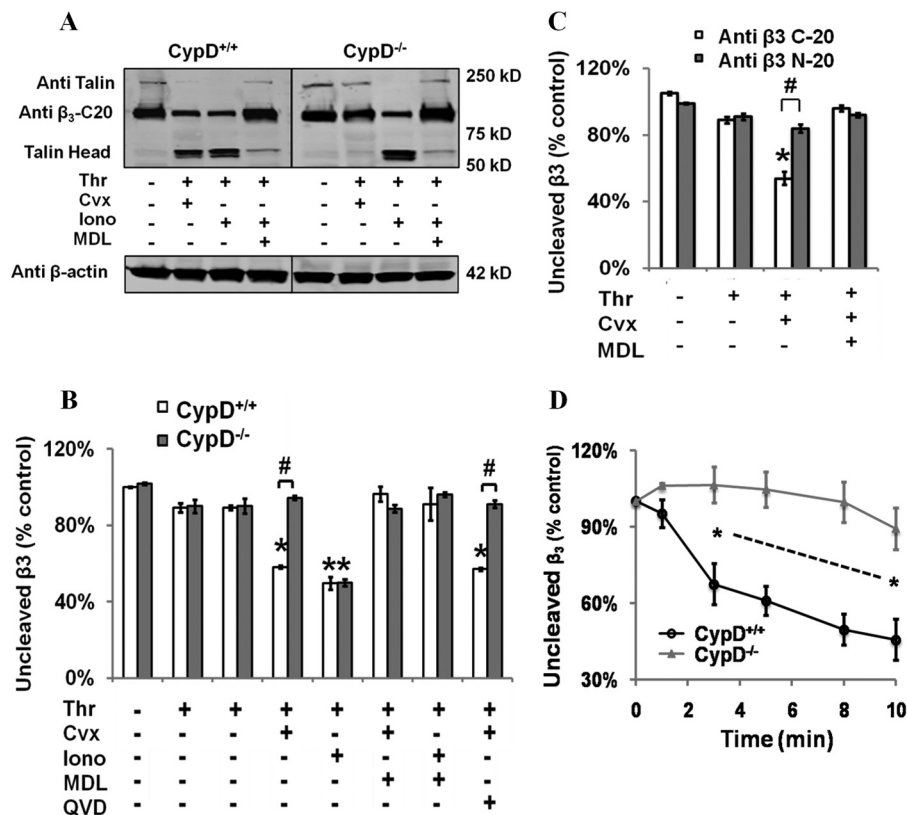 A
CypD+/+ CypD-/-
Anti Talin
Anti β3-C20
Talin Head
250 kD
75 kD
50 kD
Thr - + + + - + + +
Cvx - + - - - + - -
Iono - - + + - - + +
MDL - - - + - - - +
Anti β-actin 42 kD
C
Anti β3 C-20
Anti β3 N-20
Uncleaved β3 (% control)
120%
80%
40%
0%
#
*
Thr - + + +
Cvx - - + +
MDL - - - +
B
CypD+/+
CypD-/-
Uncleaved β3 (% control)
120%
80%
40%
0%
# #
* ** *
Thr - + + + + + + +
Cvx - - - + - + - +
Iono - - - - + - + -
MDL - - - - - + + -
QVD - - - - - - - +
D
Uncleaved β3 (% control)
120%
90%
60%
30%
* *
CypD+/+
CypD-/-
0 2 4 6 8 10
Time (min)